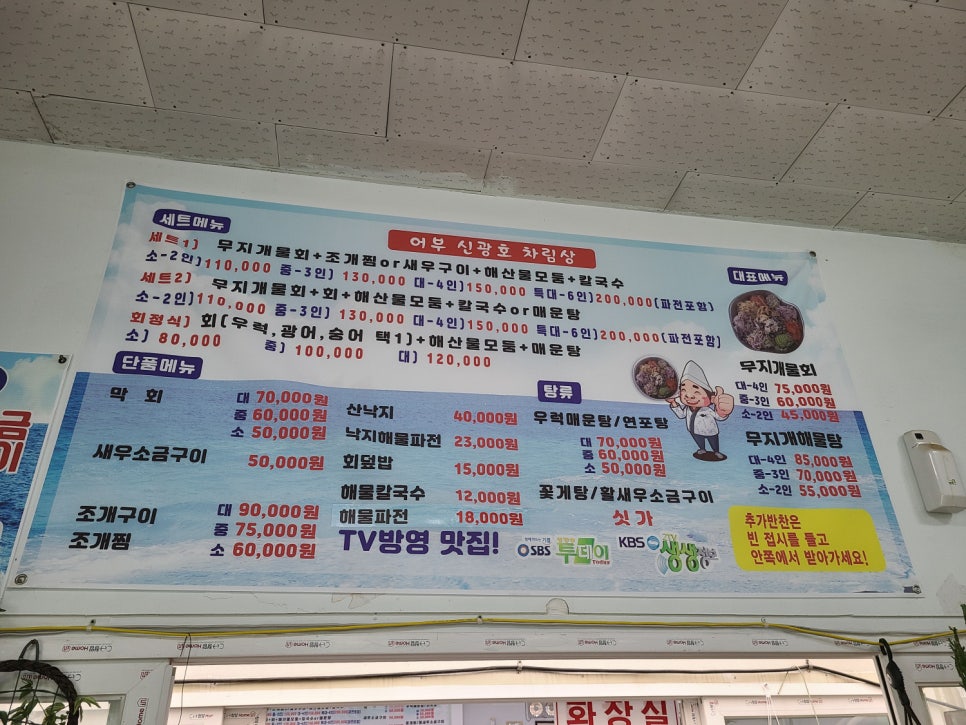 어부 신광호 차림상
세트메뉴
세트1) 무지개물회+조개찜or새우구이+해산물모둠+칼국수
소-2인)110,000 중-3인) 130,000 대-4인)150,000 특대-6인)200,000(파전포함)
세트2) 무지개물회+회+해산물모둠+칼국수or매운탕
소-2인)110,000 중-3인) 130,000 대-4인)150,000 특대-6인)200,000(파전포함)
회정식) 회(우럭,광어,숭어 택1)+해산물모둠+매운탕
소) 80,000 중) 100,000 대) 120,000
단품메뉴
막 회 대 70,000원
중 60,000원
소 50,000원
새우소금구이 50,000원
조개구이 대 90,000원
조개찜 중 75,000원
소 60,000원
산낙지 40,000원
낙지해물파전 23,000원
회덮밥 15,000원
해물칼국수 12,000원
해물파전 18,000원
탕류
우럭매운탕/연포탕
대 70,000원
중 60,000원
소 50,000원
꽃게탕/활새우소금구이
싯가
대표메뉴
무지개물회
대-4인 75,000원
중-3인 60,000원
소-2인 45,000원
무지개해물탕
대-4인 85,000원
중-3인 70,000원
소-2인 55,000원
TV방영 맛집!
SBS 투데이 Today
KBS 생생정보
추가반찬은
빈 접시를 들고
안쪽에서 받아가세요!
금
이
화장실